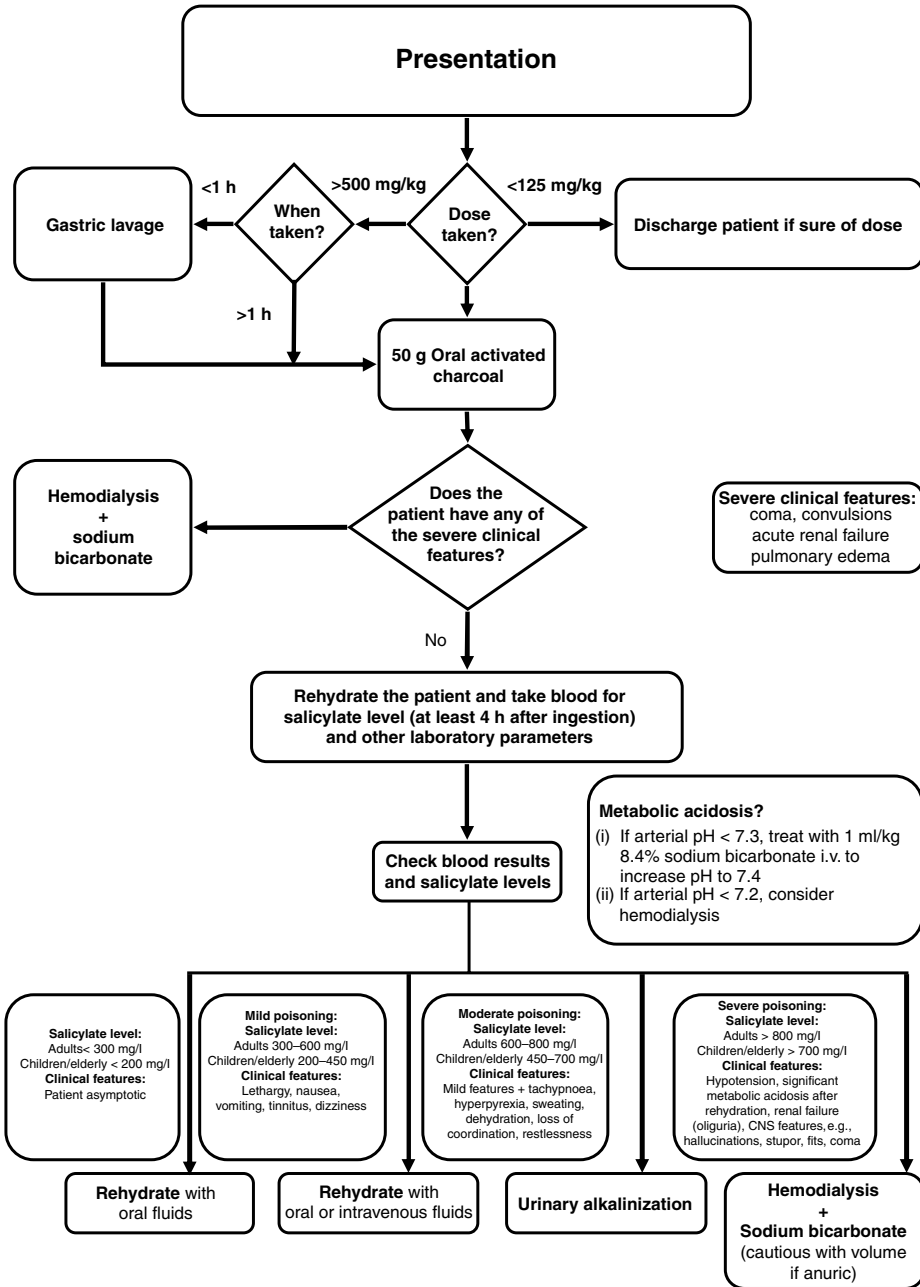 Presentation
<1 h
>500 mg/kg
<125 mg/kg
Gastric lavage
When
taken?
Dose
taken?
Discharge patient if sure of dose
>1 h
50 g Oral activated
charcoal
Hemodialysis
+
sodium
bicarbonate
Does the
patient have any of
the severe clinical
features?
Severe clinical features:
coma, convulsions
acute renal failure
pulmonary edema
No
Rehydrate the patient and take blood for
salicylate level (at least 4 h after ingestion)
and other laboratory parameters
Metabolic acidosis?
(i) If arterial pH < 7.3, treat with 1 ml/kg
8.4% sodium bicarbonate i.v. to
increase pH to 7.4
(ii) If arterial pH < 7.2, consider
hemodialysis
Check blood results
and salicylate levels
Salicylate level:
Adults< 300 mg/l
Children/elderly < 200 mg/l
Clinical features:
Patient asymptotic
Mild poisoning:
Salicylate level:
Adults 300–600 mg/l
Children/elderly 200–450 mg/l
Clinical features:
Lethargy, nausea,
vomiting, tinnitus, dizziness
Moderate poisoning:
Salicylate level:
Adults 600–800 mg/l
Children/elderly 450–700 mg/l
Clinical features:
Mild features + tachypnoea,
hyperpyrexia, sweating,
dehydration, loss of
coordination, restlessness
Severe poisoning:
Salicylate level:
Adults > 800 mg/l
Children/elderly > 700 mg/l
Clinical features:
Hypotension, significant
metabolic acidosis after
rehydration, renal failure
(oliguria), CNS features, e.g.,
hallucinations, stupor, fits, coma
Rehydrate with
oral fluids
Rehydrate with
oral or intravenous fluids
Urinary alkalinization
Hemodialysis
+
Sodium bicarbonate
(cautious with volume
if anuric)